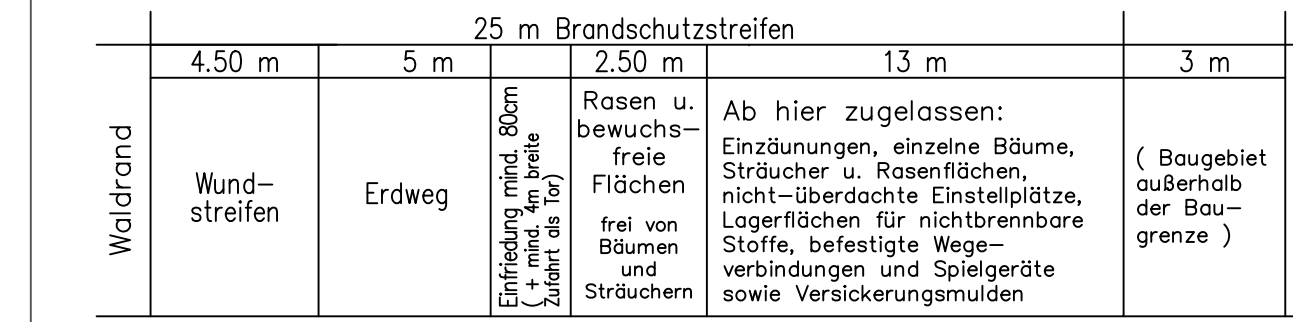 25 m Brandschutzstreifen
4.50 m
5 m
2.50 m
13 m
3 m
Waldrand
Wund–
streifen
Erdweg
Einfriedung mind. 80cm
( + mind. 4m breite
Zufahrt als Tor)
Rasen u.
bewuchs–
freie
Flächen
frei von
Bäumen
und
Sträuchern
Ab hier zugelassen:
Einzäunungen, einzelne Bäume,
Sträucher u. Rasenflächen,
nicht–überdachte Einstellplätze,
Lagerflächen für nichtbrennbare
Stoffe, befestigte Wege–
verbindungen und Spielgeräte
sowie Versickerungsmulden
( Baugebiet
außerhalb
der Bau–
grenze )